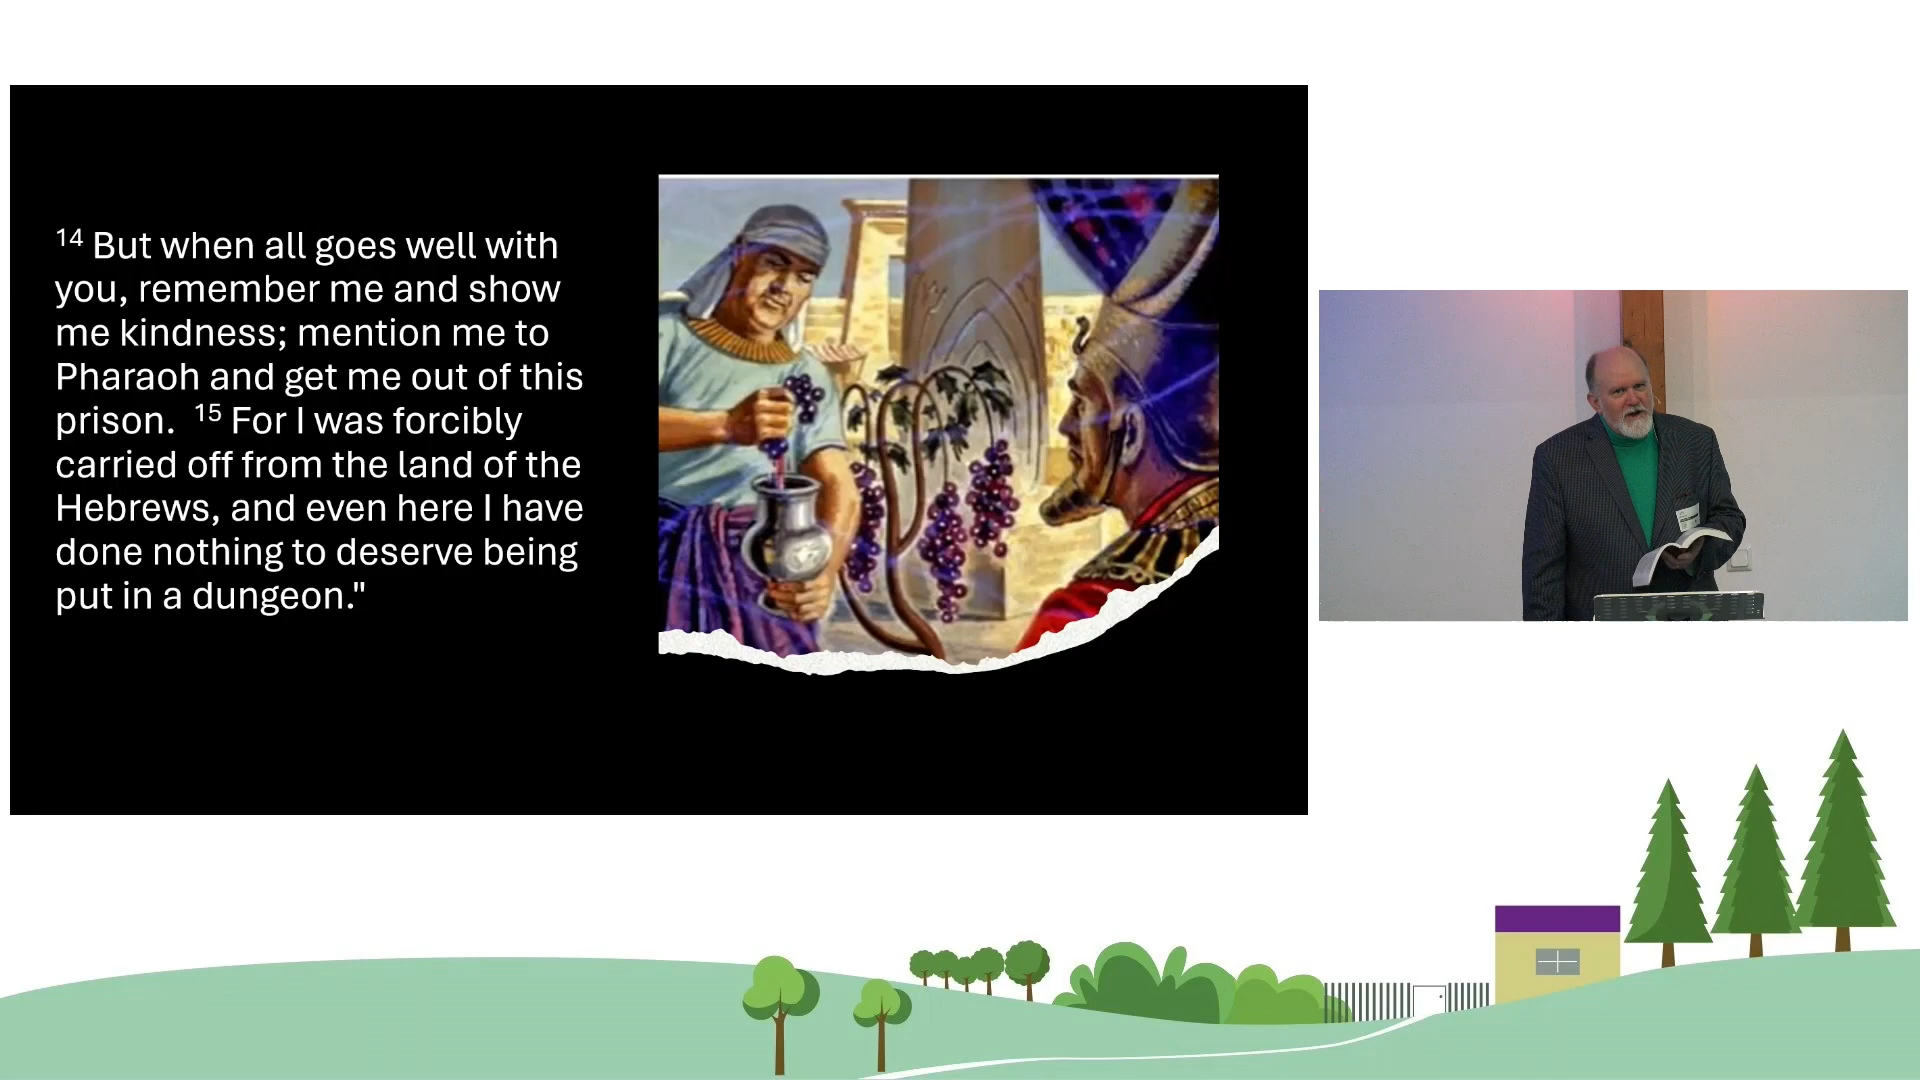 14 But when all goes well with
you, remember me and show
me kindness; mention me to
Pharaoh and get me out of this
prison.  15 For I was forcibly
carried off from the land of the
Hebrews, and even here I have
done nothing to deserve being
put in a dungeon."